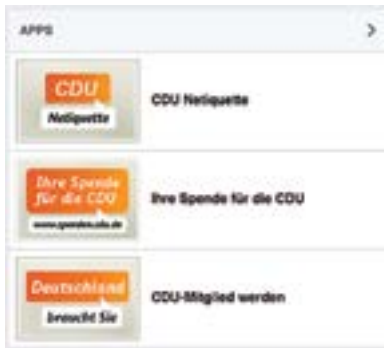 APPS
CDU
Netiquette
CDU Netiquette
Ihre Spende
für die CDU
www.spenden.cdu.de
Ihre Spende für die CDU
Deutschland
braucht Sie
CDU-Mitglied werden